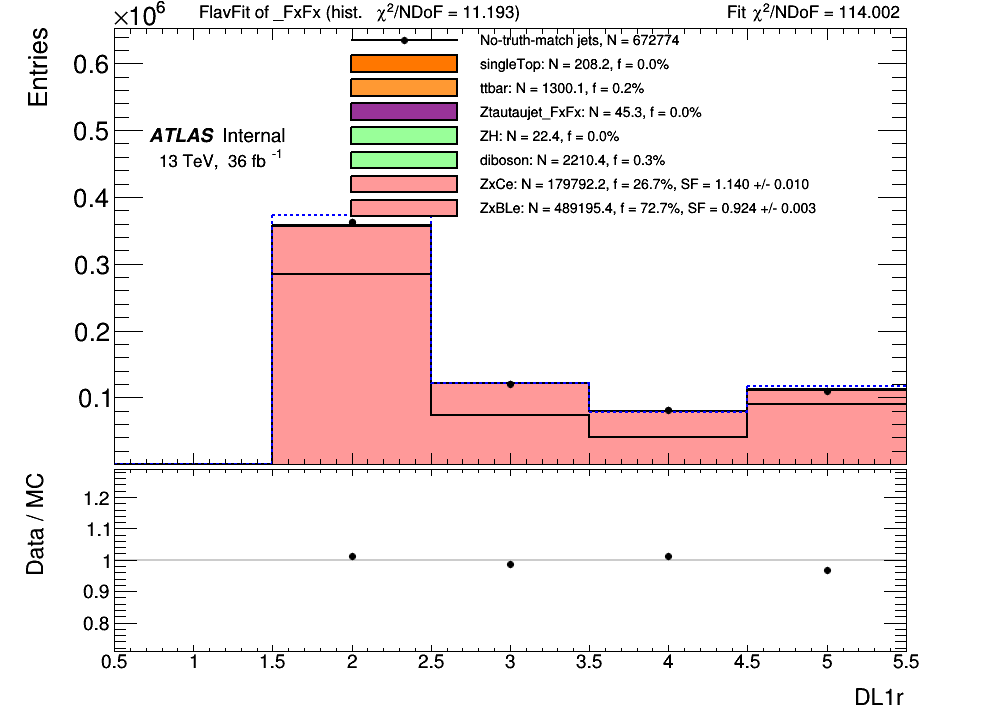 ×10⁶ FlavFit of _FxFx (hist. χ²/NDoF = 11.193) Fit χ²/NDoF = 114.002
Entries
No-truth-match jets, N = 672774
singleTop: N = 208.2, f = 0.0%
ttbar: N = 1300.1, f = 0.2%
Ztautaujet_FxFx: N = 45.3, f = 0.0%
ZH: N = 22.4, f = 0.0%
diboson: N = 2210.4, f = 0.3%
ZxCe: N = 179792.2, f = 26.7%, SF = 1.140 +/- 0.010
ZxBLe: N = 489195.4, f = 72.7%, SF = 0.924 +/- 0.003
ATLAS Internal
13 TeV, 36 fb⁻¹
0.6
0.5
0.4
0.3
0.2
0.1
Data / MC
1.2
1.1
1
0.9
0.8
0.5 1 1.5 2 2.5 3 3.5 4 4.5 5 5.5
DL1r